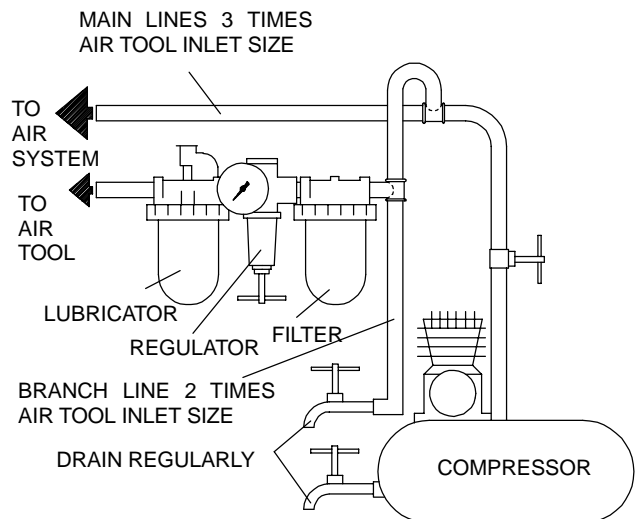 MAIN LINES 3 TIMES
AIR TOOL INLET SIZE
TO
AIR
SYSTEM
TO
AIR
TOOL
LUBRICATOR
REGULATOR
FILTER
BRANCH LINE 2 TIMES
AIR TOOL INLET SIZE
DRAIN REGULARLY
COMPRESSOR